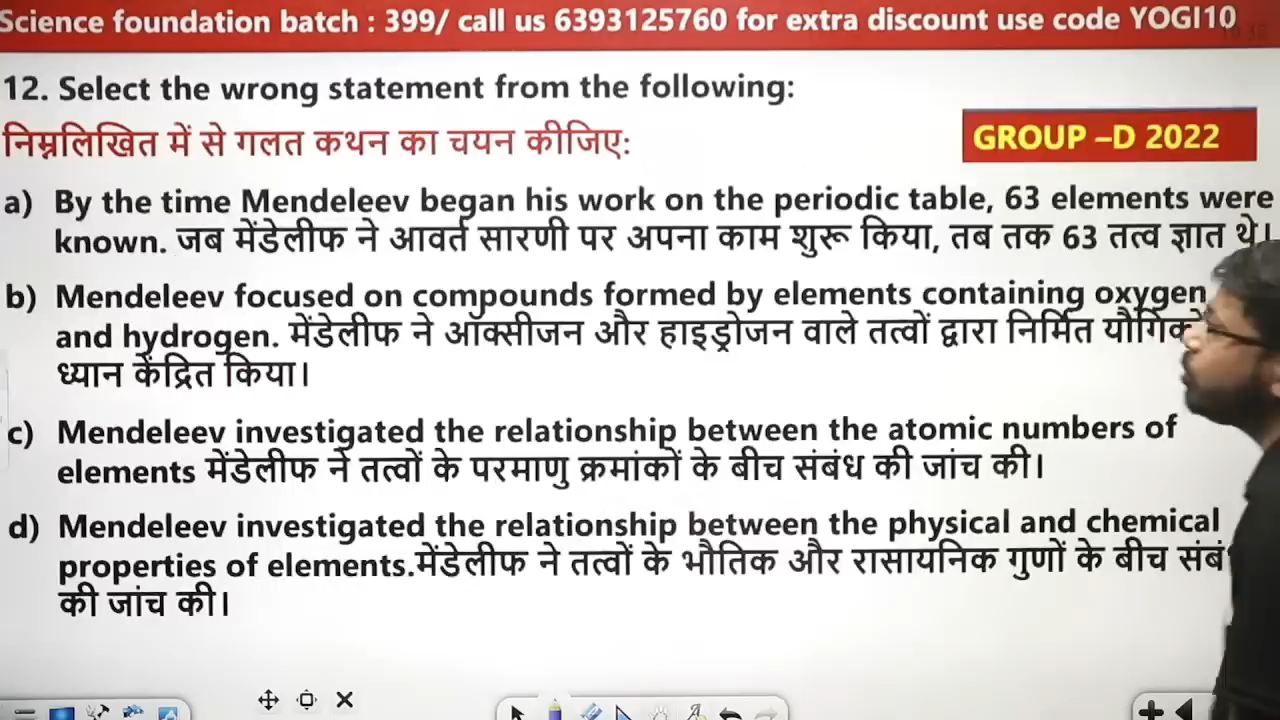 Science foundation batch : 399/ call us 6393125760 for extra discount use code YOGI10
12. Select the wrong statement from the following:
निम्नलिखित में से गलत कथन का चयन कीजिए:
GROUP –D 2022
a) By the time Mendeleev began his work on the periodic table, 63 elements were
known. जब मेंडेलीफ ने आवर्त सारणी पर अपना काम शुरू किया, तब तक 63 तत्व ज्ञात थे।
b) Mendeleev focused on compounds formed by elements containing oxygen
and hydrogen. मेंडेलीफ ने ऑक्सीजन और हाइड्रोजन वाले तत्वों द्वारा निर्मित
ध्यान केंद्रित किया।
c) Mendeleev investigated the relationship between the atomic numbers of
elements मेंडेलीफ ने तत्वों के परमाणु क्रमांकों के बीच संबंध की जांच की।
d) Mendeleev investigated the relationship between the physical and chemical
properties of elements.मेंडेलीफ ने तत्वों के भौतिक और रासायनिक गुणों के बीच
की जांच की।